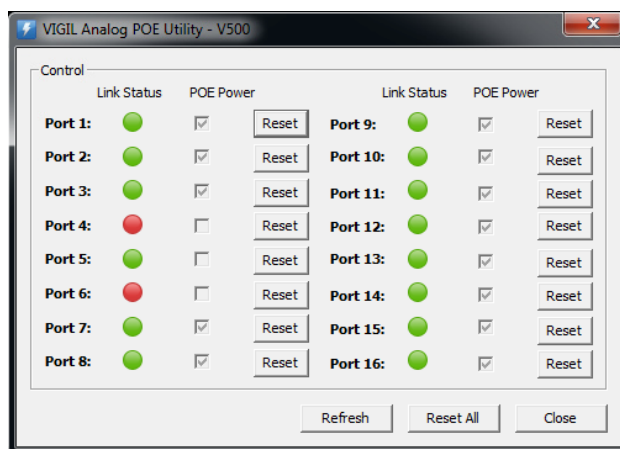 VIGIL Analog POE Utility - V500
Control
Link Status POE Power Link Status POE Power
Port 1: Reset Port 9: Reset
Port 2: Reset Port 10: Reset
Port 3: Reset Port 11: Reset
Port 4: Reset Port 12: Reset
Port 5: Reset Port 13: Reset
Port 6: Reset Port 14: Reset
Port 7: Reset Port 15: Reset
Port 8: Reset Port 16: Reset
Refresh Reset All Close